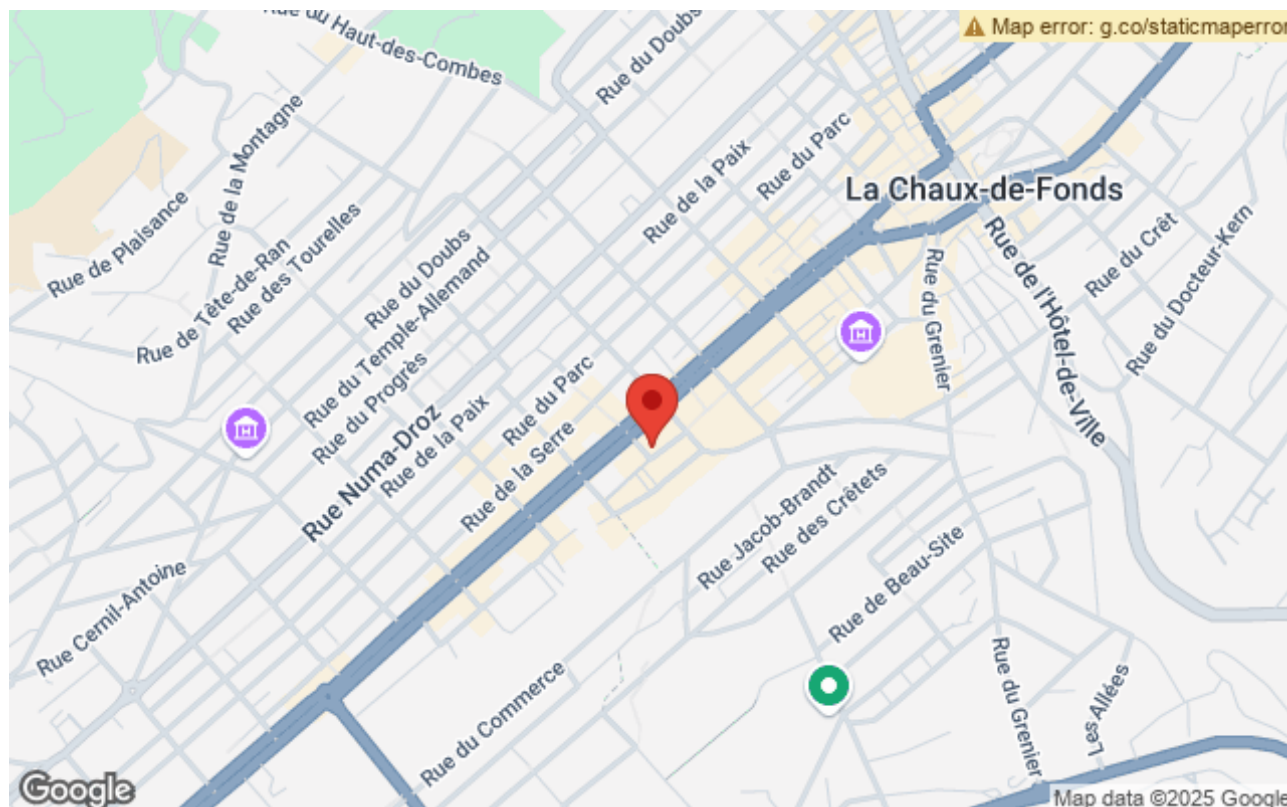 Map error: g.co/staticmaperror
Rue du Haut-des-Combes
Rue du Doubs
Rue de la Montagne
Rue de la Paix
Rue du Parc
La Chaux-de-Fonds
Rue de Plaisance
Rue de Tête-de-Ran
Rue des Tourelles
Rue du Doubs
Rue du Temple-Allemand
Rue du Progrès
Rue Numa-Droz
Rue de la Paix
Rue du Parc
Rue de la Serre
Rue du Grenier
Rue de l'Hôtel-de-Ville
Rue du Crêt
Rue du Docteur-Kern
Rue Jacob-Brandt
Rue des Crêtets
Rue de Beau-Site
Rue Cernil-Antoine
Rue du Commerce
Rue du Grenier
Les Allées
Google
Map data ©2025 Google